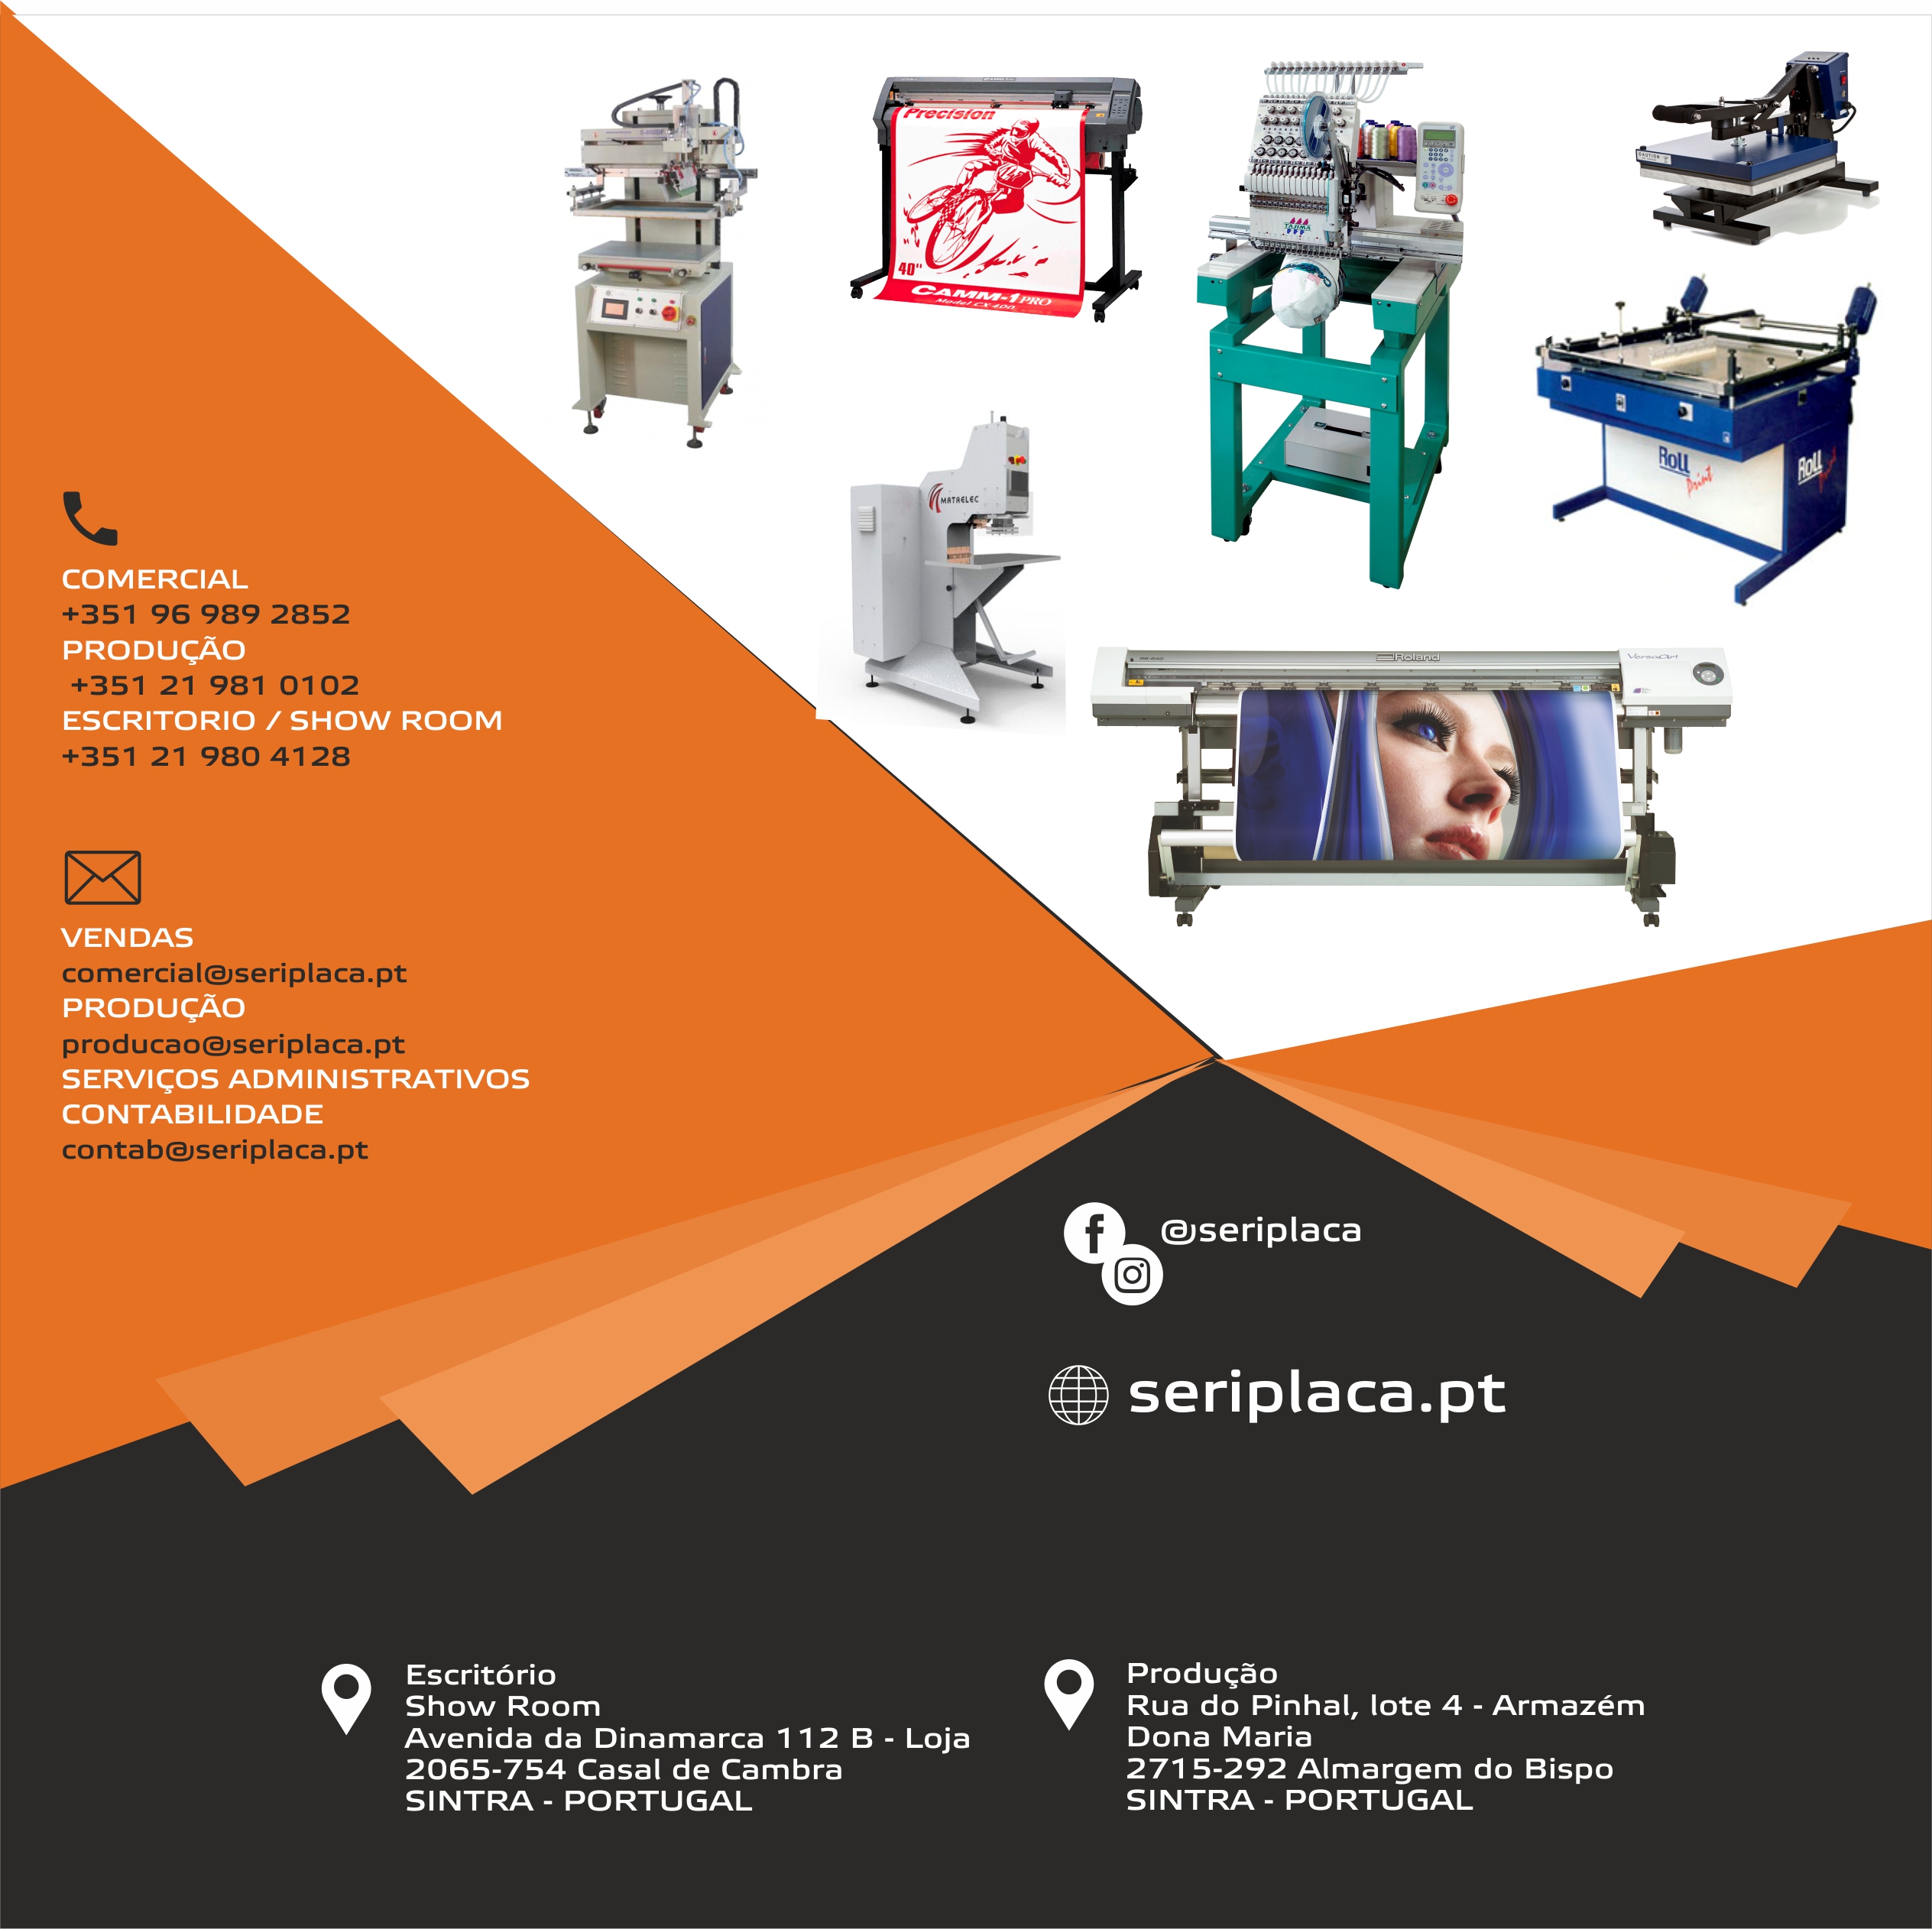 Precision
40"
CAMM-1 PRO
Model CX-400
TAJIMA
CAUTION
MATRELEC
Roll
Print
Roll
Roland
VersaArt
COMERCIAL
+351 96 989 2852
PRODUÇÃO
+351 21 981 0102
ESCRITORIO / SHOW ROOM
+351 21 980 4128
VENDAS
comercial@seriplaca.pt
PRODUÇÃO
producao@seriplaca.pt
SERVIÇOS ADMINISTRATIVOS
CONTABILIDADE
contab@seriplaca.pt
@seriplaca
seriplaca.pt
Escritório
Show Room
Avenida da Dinamarca 112 B - Loja
2065-754 Casal de Cambra
SINTRA - PORTUGAL
Produção
Rua do Pinhal, lote 4 - Armazém
Dona Maria
2715-292 Almargem do Bispo
SINTRA - PORTUGAL